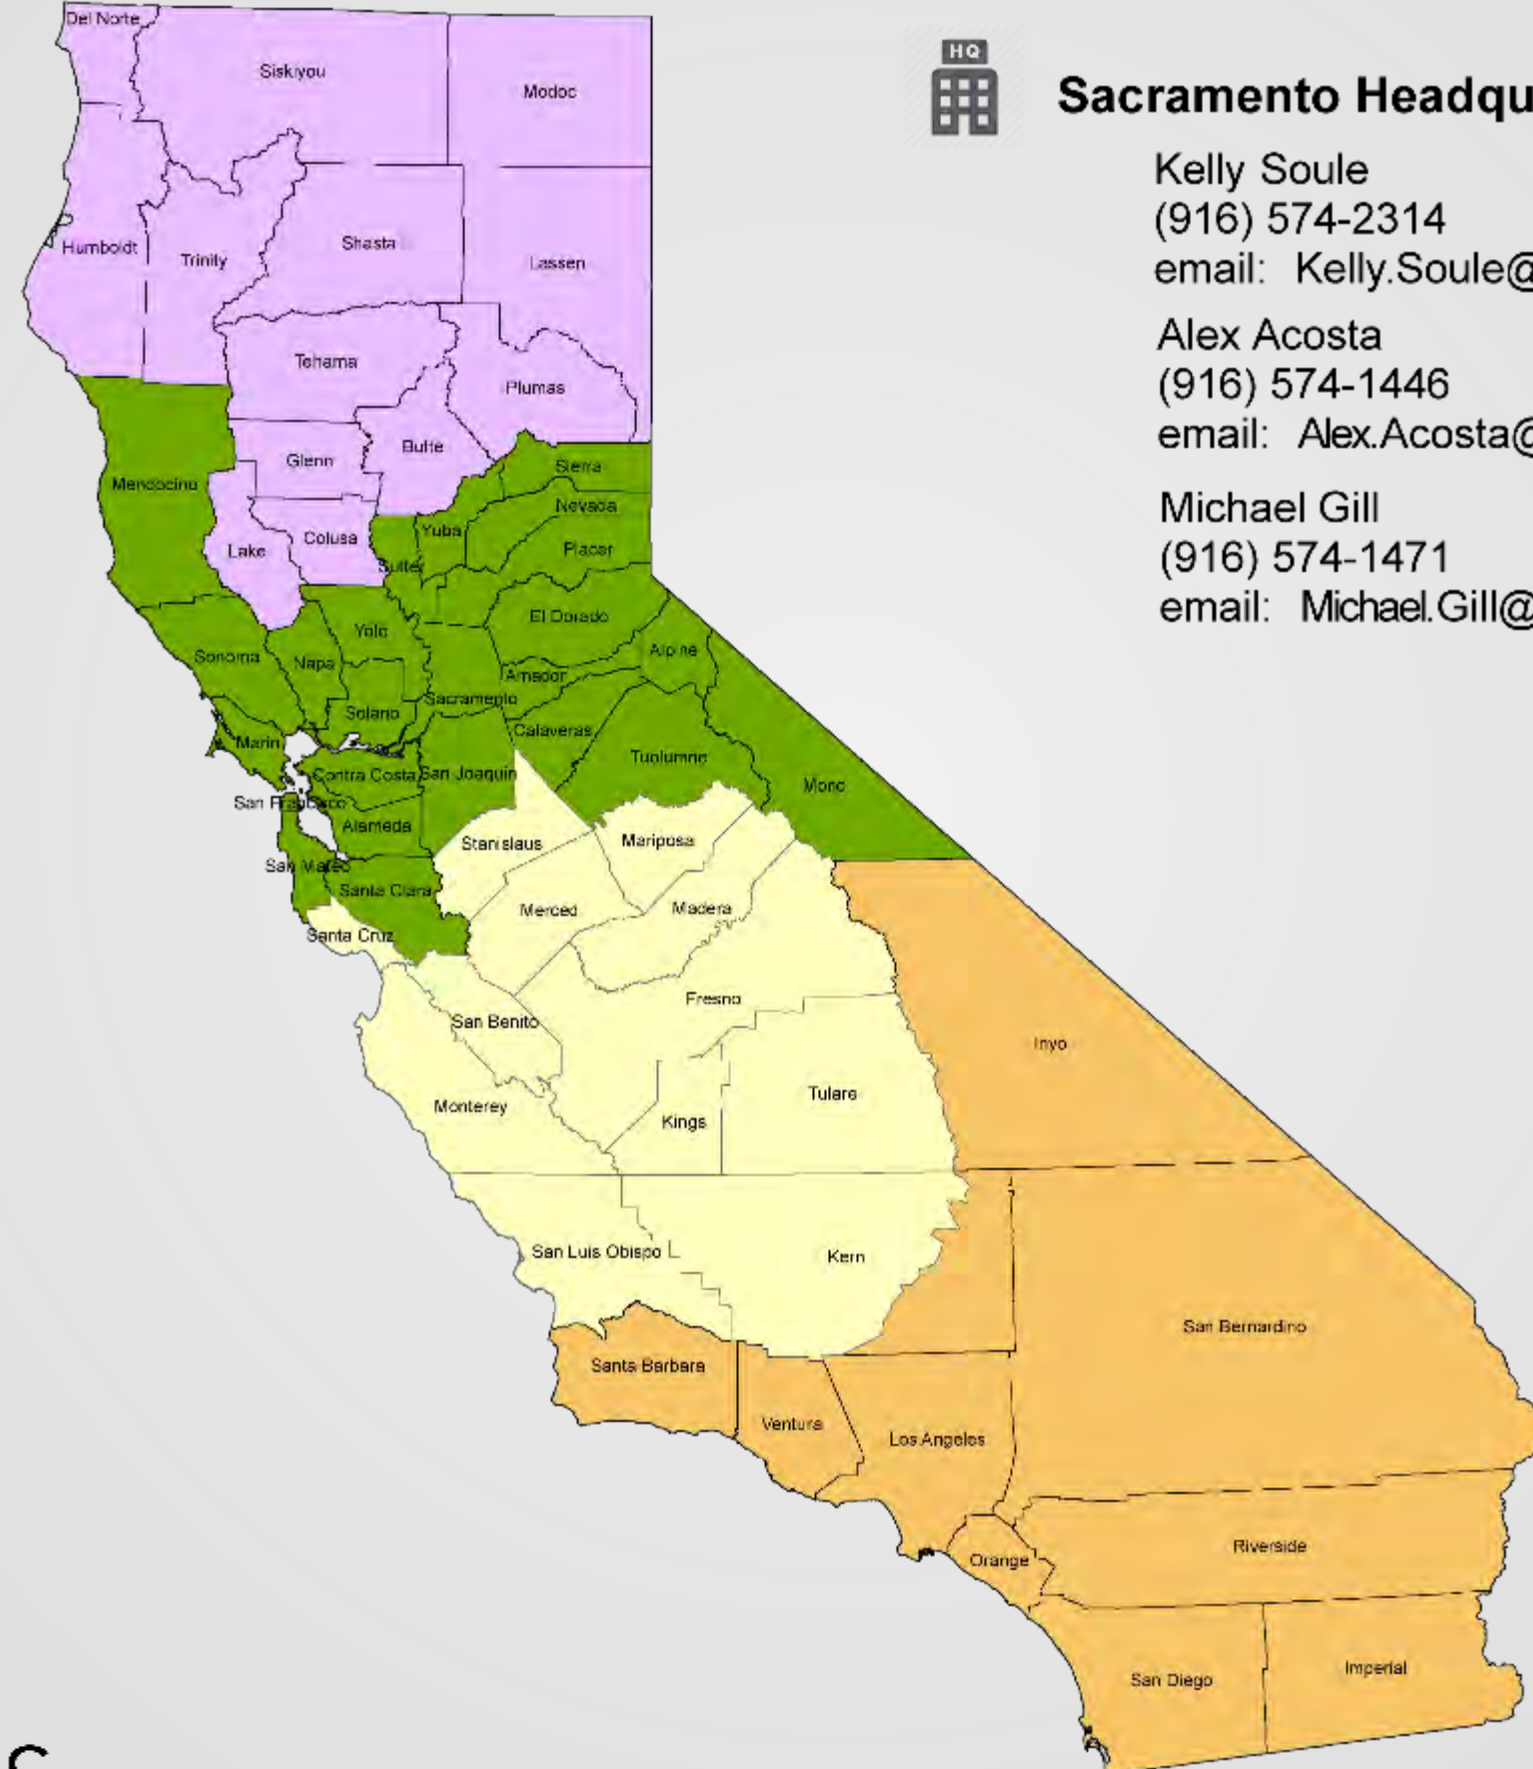 HQ
Sacramento Headqu
Kelly Soule
(916) 574-2314
email: Kelly.Soule@
Alex Acosta
(916) 574-1446
email: Alex.Acosta@
Michael Gill
(916) 574-1471
email: Michael.Gill@
Del Norte
Siskiyou
Modoc
Humboldt
Trinity
Shasta
Lassen
Tehama
Plumas
Butte
Glenn
Mendocino
Sierra
Nevada
Yuba
Colusa
Lake
Placer
Sutter
El Dorado
Yolo
Alpine
Sonoma
Napa
Amador
Sacramento
Solano
Calaveras
Marin
Tuolumne
Contra Costa
San Joaquin
Mono
San Francisco
Alameda
Stanislaus
Mariposa
San Mateo
Santa Clara
Merced
Madera
Santa Cruz
Fresno
San Benito
Inyo
Tulare
Monterey
Kings
San Luis Obispo
Kern
San Bernardino
Santa Barbara
Ventura
Los Angeles
Riverside
Orange
San Diego
Imperial